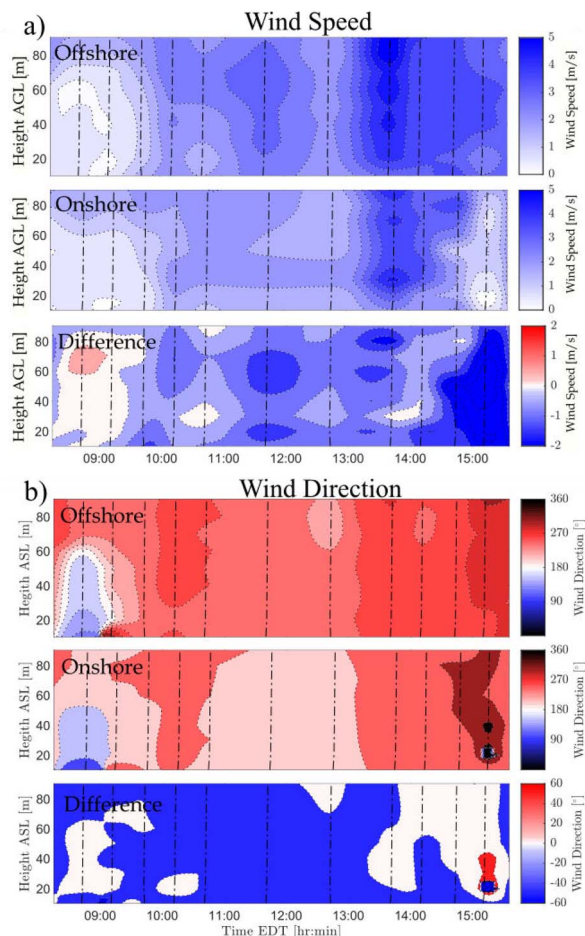 a) Wind Speed
Offshore
Height AGL [m]
80
60
40
20
5
4
3
2
1
0
Wind Speed [m/s]
Onshore
Height AGL [m]
80
60
40
20
5
4
3
2
1
0
Wind Speed [m/s]
Difference
Height AGL [m]
80
60
40
20
2
1
0
-1
-2
Wind Speed [m/s]
09:00 10:00 11:00 12:00 13:00 14:00 15:00
b) Wind Direction
Offshore
Hegith ASL [m]
80
60
40
20
360
270
180
90
Wind Direction [°]
Onshore
Hegith ASL [m]
80
60
40
20
360
270
180
90
Wind Direction [°]
Difference
Height ASL [m]
80
60
40
20
60
40
20
0
-20
-40
-60
Wind Direction [°]
09:00 10:00 11:00 12:00 13:00 14:00 15:00
Time EDT [hr:min]